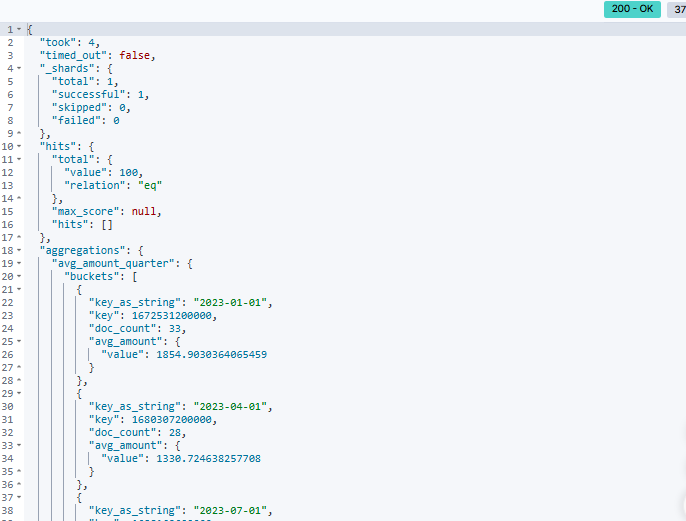 200 - OK
37
1 {
2 "took": 4,
3 "timed_out": false,
4 "_shards": {
5 "total": 1,
6 "successful": 1,
7 "skipped": 0,
8 "failed": 0
9 },
10 "hits": {
11 "total": {
12 "value": 100,
13 "relation": "eq"
14 },
15 "max_score": null,
16 "hits": []
17 },
18 "aggregations": {
19 "avg_amount_quarter": {
20 "buckets": [
21 {
22 "key_as_string": "2023-01-01",
23 "key": 1672531200000,
24 "doc_count": 33,
25 "avg_amount": {
26 "value": 1854.9030364065459
27 }
28 },
29 {
30 "key_as_string": "2023-04-01",
31 "key": 1680307200000,
32 "doc_count": 28,
33 "avg_amount": {
34 "value": 1330.724638257708
35 }
36 },
37 {
38 "key_as_string": "2023-07-01",